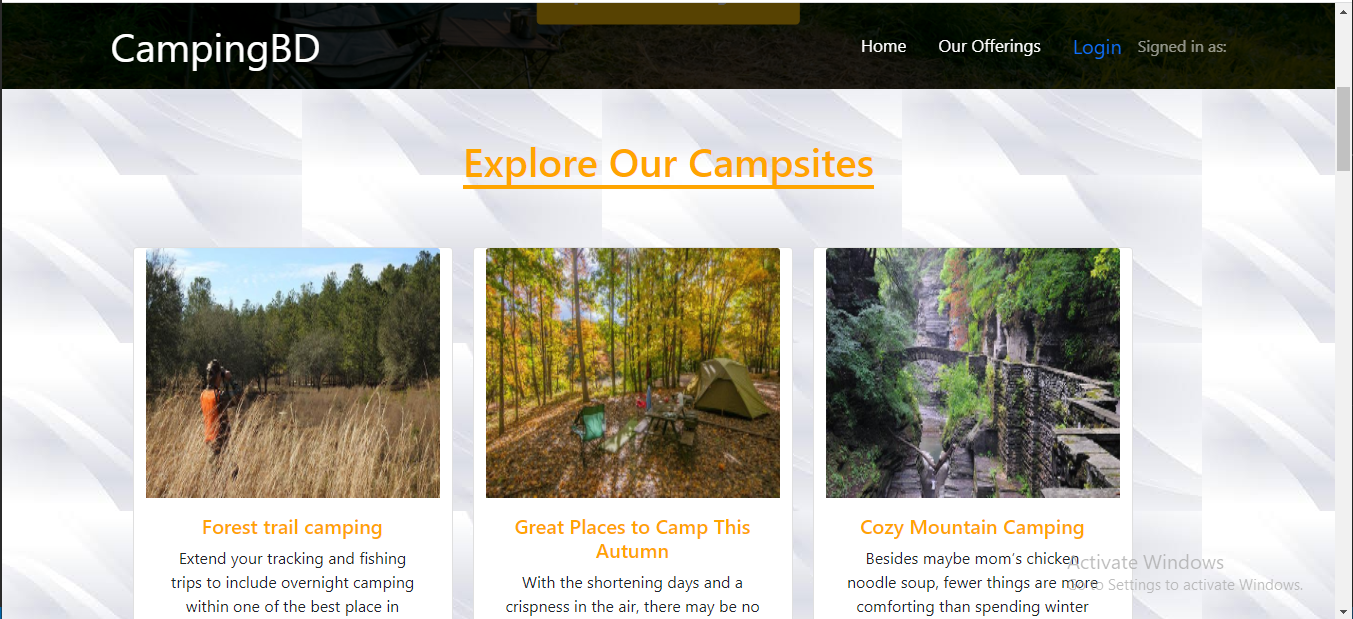 CampingBD
Home Our Offerings Login Signed in as:
Explore Our Campsites
Forest trail camping
Extend your tracking and fishing
trips to include overnight camping
within one of the best place in
Great Places to Camp This
Autumn
With the shortening days and a
crispness in the air, there may be no
Cozy Mountain Camping
Besides maybe mom's chicken
noodle soup, fewer things are more
comforting than spending winter
Activate Windows
Go to Settings to activate Windows.